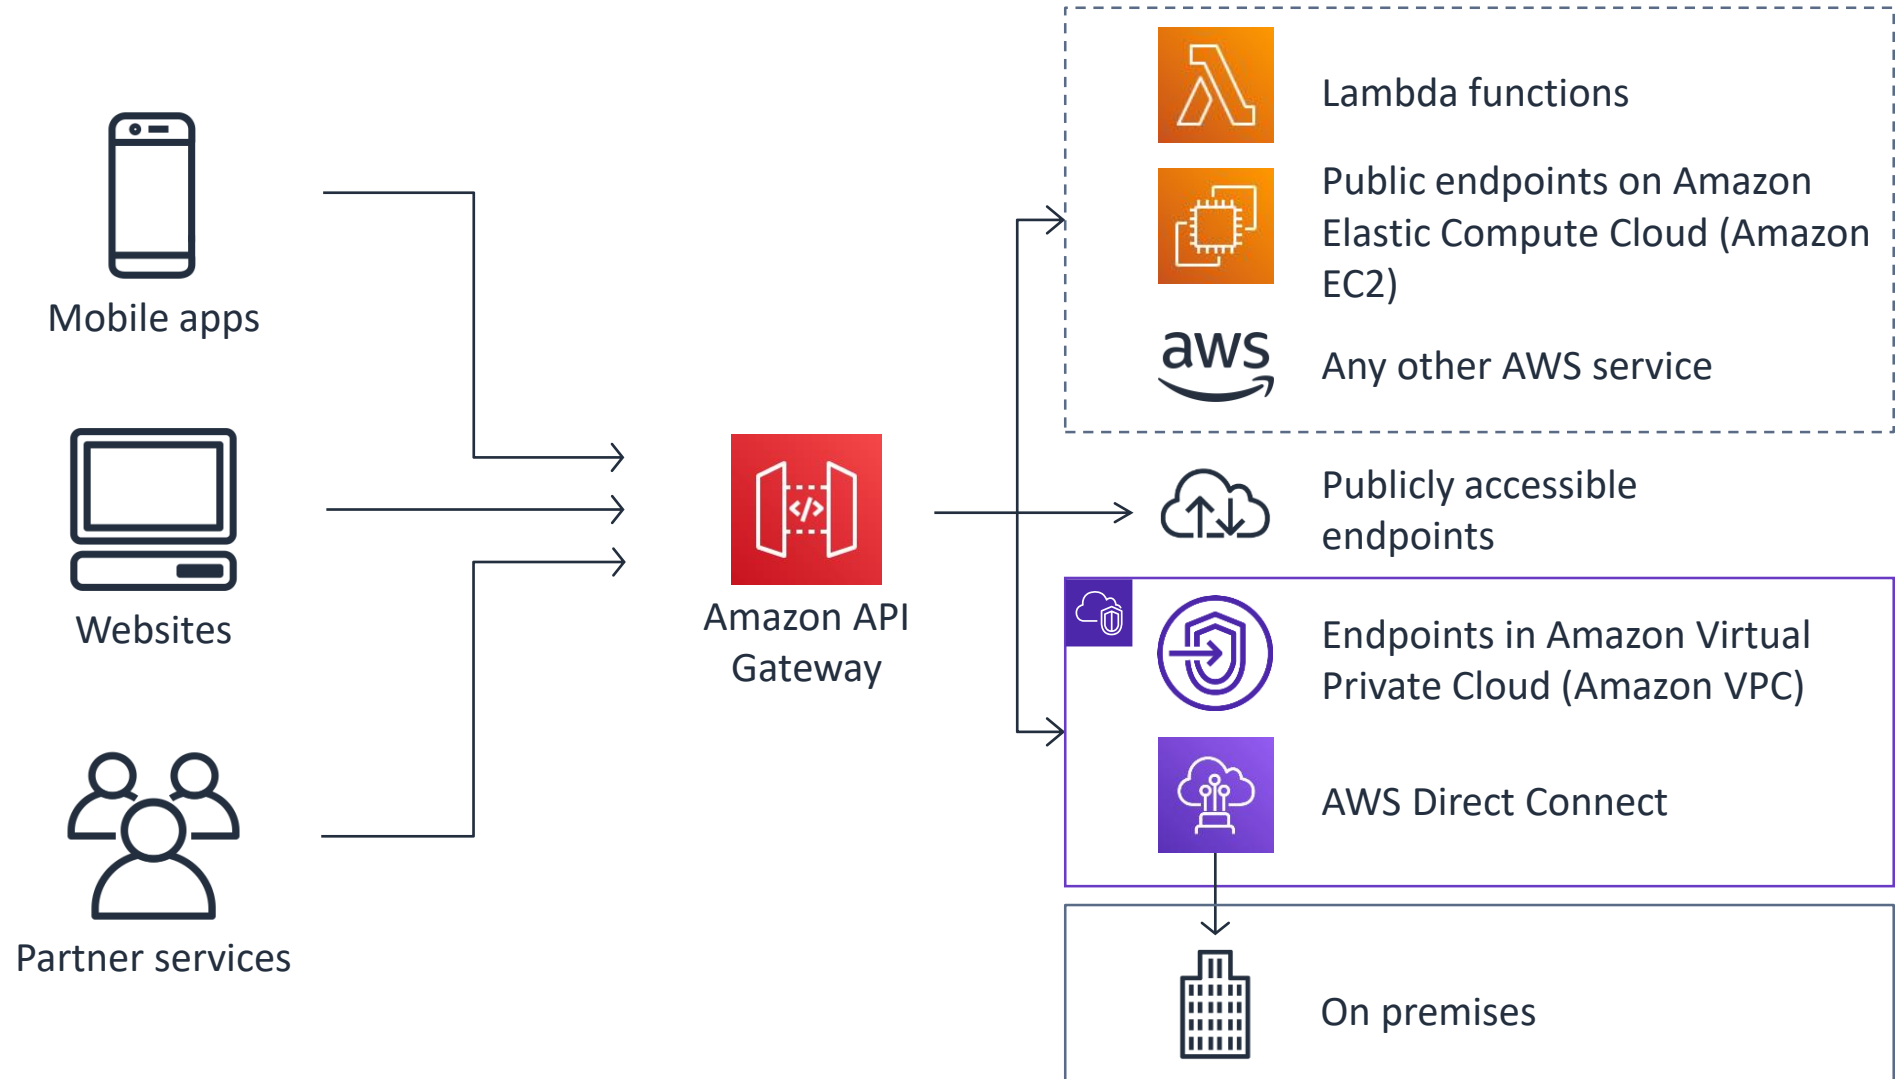 Mobile apps
Websites
Partner services
</>
Amazon API
Gateway
Lambda functions
Public endpoints on Amazon
Elastic Compute Cloud (Amazon
EC2)
aws
Any other AWS service
Publicly accessible
endpoints
Endpoints in Amazon Virtual
Private Cloud (Amazon VPC)
AWS Direct Connect
On premises